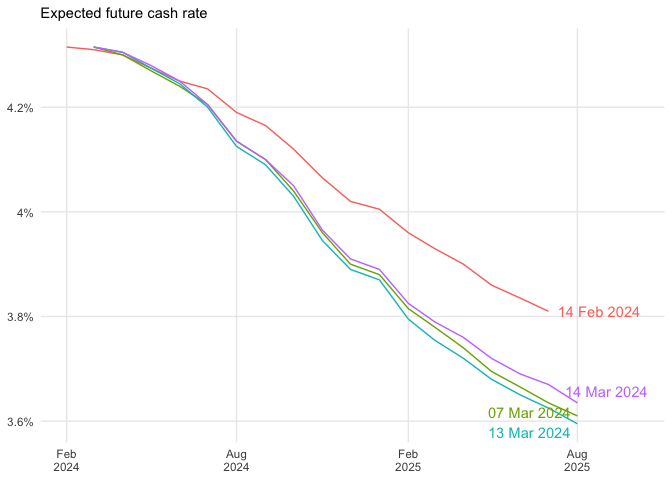 Expected future cash rate
4.2%
4%
3.8%
3.6%
14 Feb 2024
14 Mar 2024
07 Mar 2024
13 Mar 2024
Feb
2024
Aug
2024
Feb
2025
Aug
2025